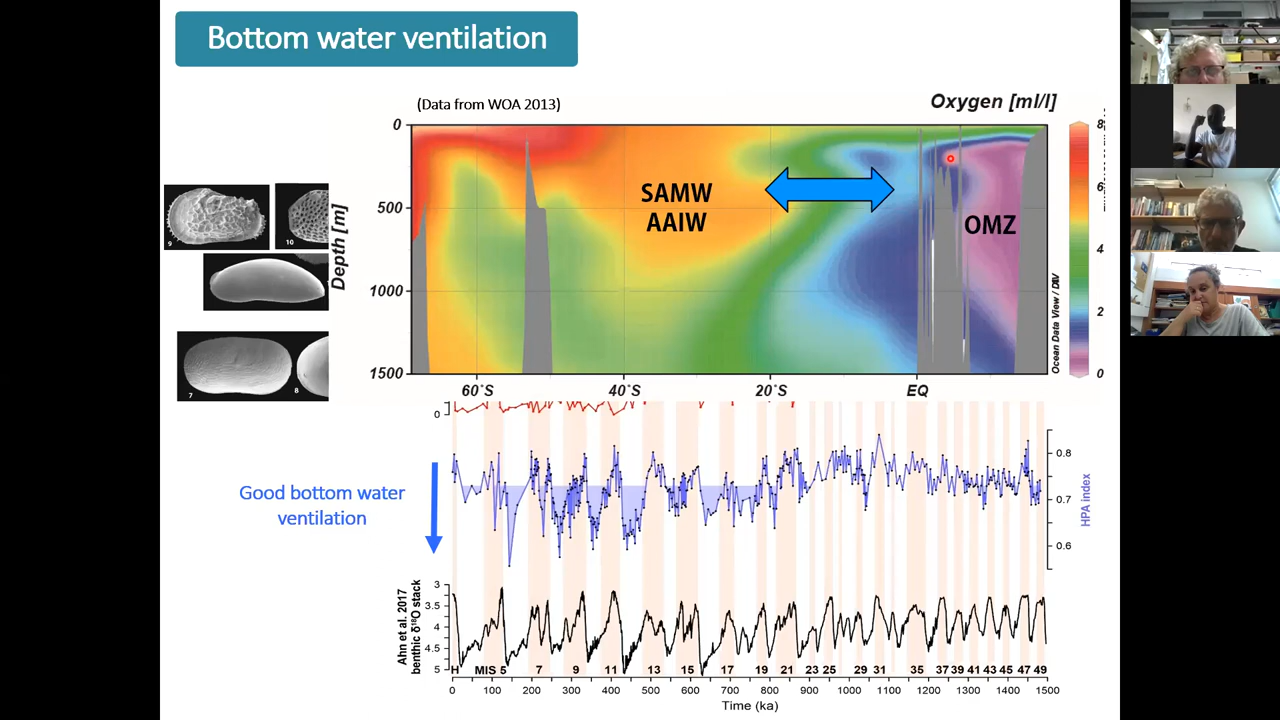 Bottom water ventilation
(Data from WOA 2013)
Oxygen [ml/l]
0
500
1000
1500
Depth [m]
SAMW
AAIW
OMZ
60°S
40°S
20°S
EQ
8
6
4
2
0
Ocean Data View / DIV
9
10
7
8
0
Good bottom water
ventilation
0.8
0.7
0.6
HPA index
Ahn et al. 2017
benthic δ18O stack
3
3.5
4
4.5
5
H MIS 5 7 9 11 13 15 17 19 21 23 25 29 31 35 37 39 41 43 45 47 49
0 100 200 300 400 500 600 700 800 900 1000 1100 1200 1300 1400 1500
Time (ka)